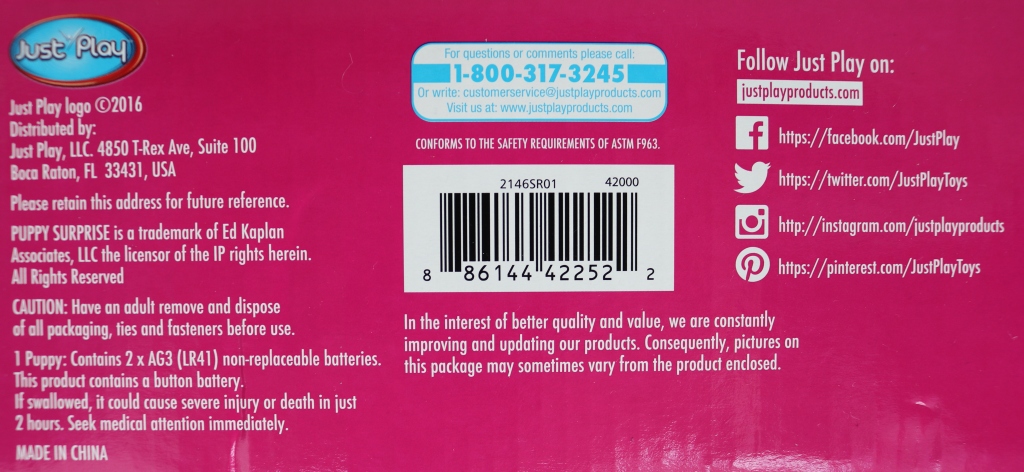 Just Play
Just Play logo ©2016
Distributed by:
Just Play, LLC. 4850 T-Rex Ave, Suite 100
Boca Raton, FL 33431, USA
Please retain this address for future reference.
PUPPY SURPRISE is a trademark of Ed Kaplan
Associates, LLC the licensor of the IP rights herein.
All Rights Reserved
CAUTION: Have an adult remove and dispose
of all packaging, ties and fasteners before use.
1 Puppy: Contains 2 x AG3 (LR41) non-replaceable batteries.
This product contains a button battery.
If swallowed, it could cause severe injury or death in just
2 hours. Seek medical attention immediately.
MADE IN CHINA
For questions or comments please call:
1-800-317-3245
Or write: customerservice@justplayproducts.com
Visit us at: www.justplayproducts.com
CONFORMS TO THE SAFETY REQUIREMENTS OF ASTM F963.
2146SR01 42000
8 86144 42252 2
In the interest of better quality and value, we are constantly
improving and updating our products. Consequently, pictures on
this package may sometimes vary from the product enclosed.
Follow Just Play on:
justplayproducts.com
https://facebook.com/JustPlay
https://twitter.com/JustPlayToys
http://instagram.com/justplayproducts
https://pinterest.com/JustPlayToys